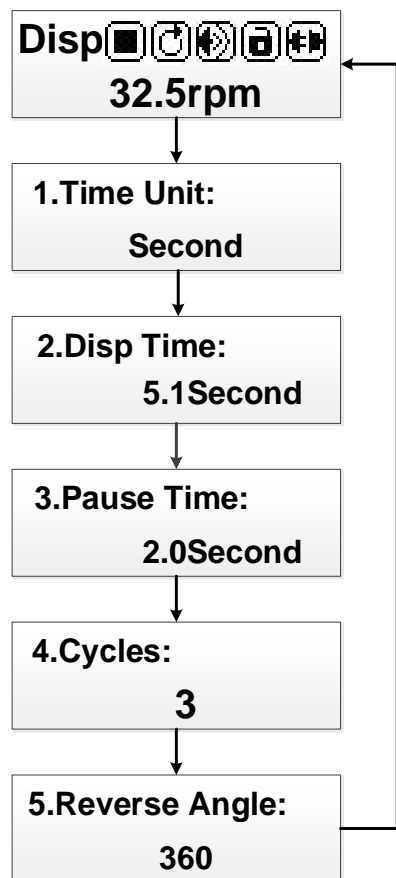 Disp
32.5rpm
1.Time Unit:
Second
2.Disp Time:
5.1Second
3.Pause Time:
2.0Second
4.Cycles:
3
5.Reverse Angle:
360